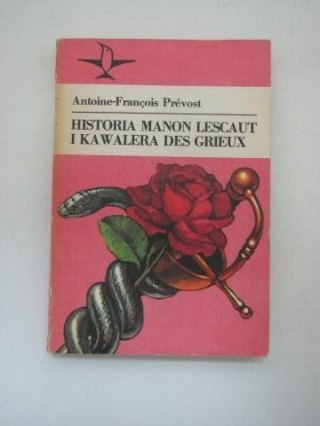 Antoine-François Prévost
HISTORIA MANON LESCAUT
I KAWALERA DES GRIEUX